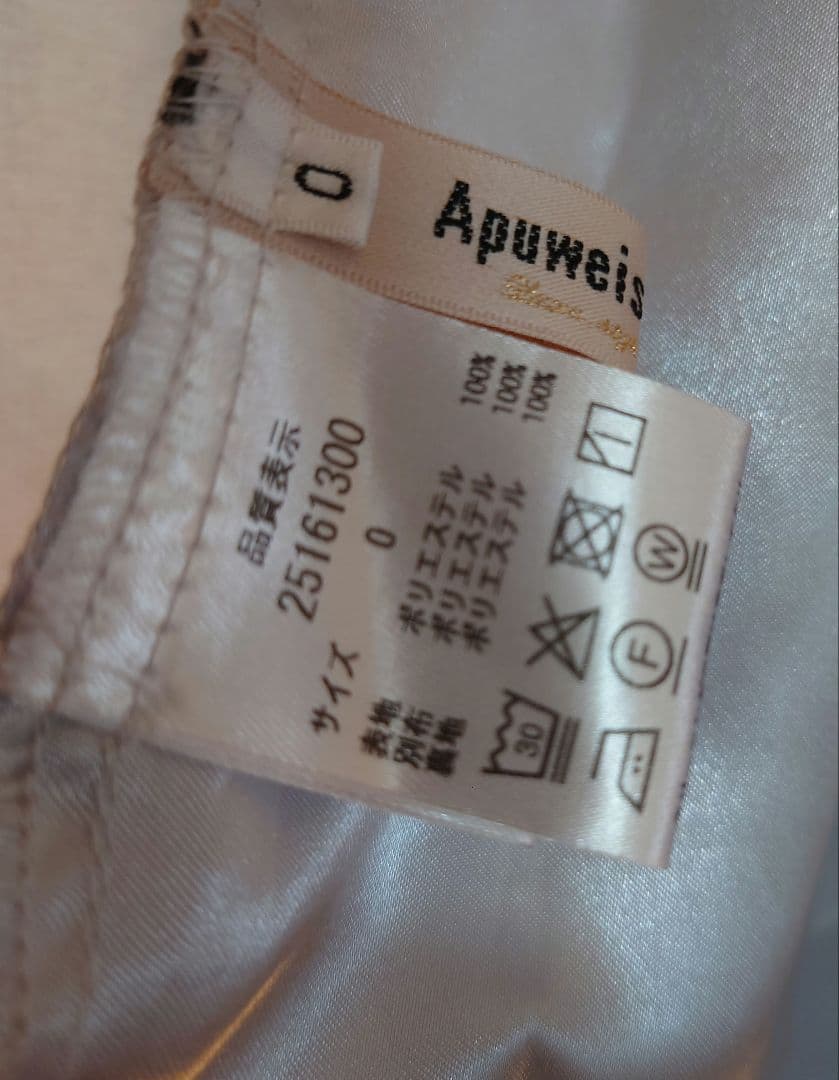 0
Apuweis
品質表示
25161300
サイズ 0
表地 ポリエステル 100%
別布 ポリエステル 100%
裏地 ポリエステル 100%
30
W
F